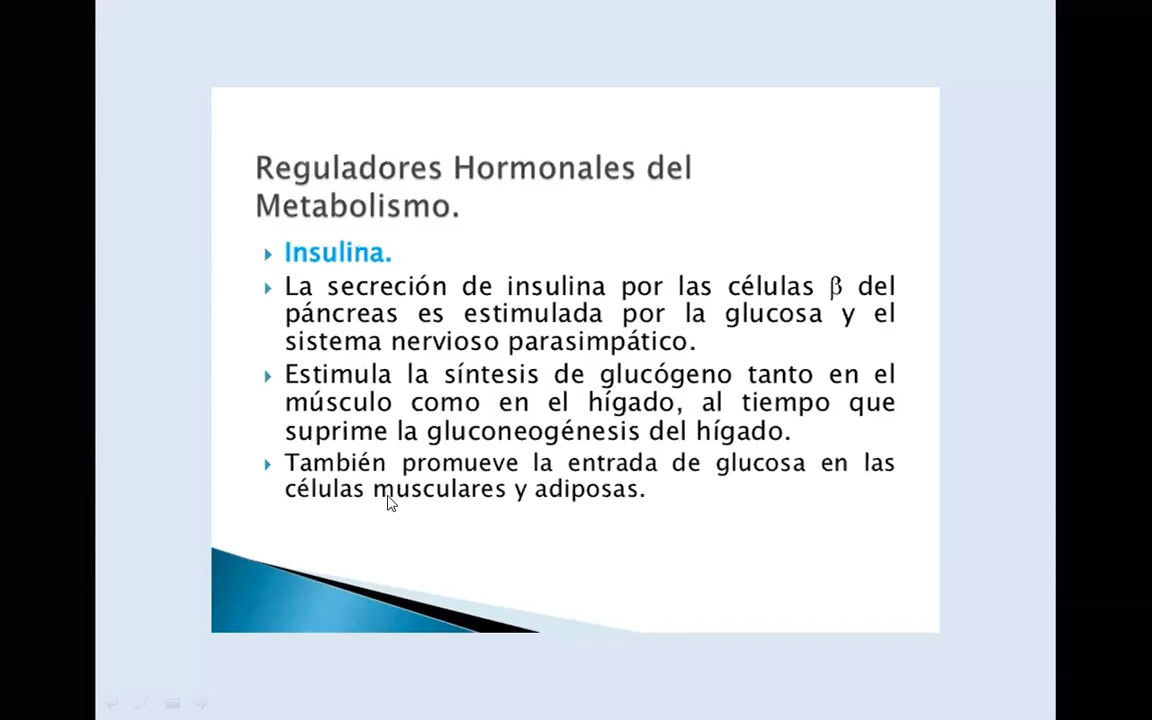 Reguladores Hormonales del
Metabolismo.
Insulina.
La secreción de insulina por las células β del
páncreas es estimulada por la glucosa y el
sistema nervioso parasimpático.
Estimula la síntesis de glucógeno tanto en el
músculo como en el hígado, al tiempo que
suprime la gluconeogénesis del hígado.
También promueve la entrada de glucosa en las
células musculares y adiposas.